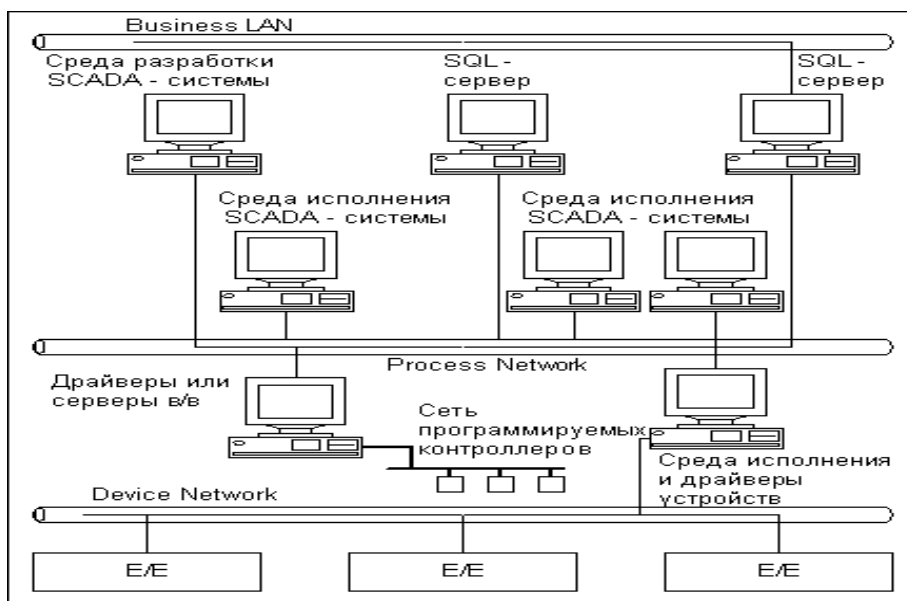 Business LAN
Среда разработки
SCADA - системы
SQL -
сервер
SQL -
сервер
Среда исполнения
SCADA - системы
Среда исполнения
SCADA - системы
Process Network
Драйверы или
серверы в/в
Сеть
программируемых
контроллеров
Среда исполнения
и драйверы
устройств
Device Network
E/E
E/E
E/E